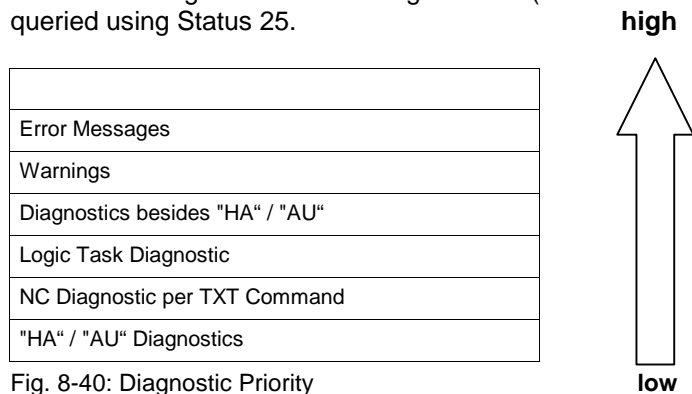 queried using Status 25.
high
Error Messages
Warnings
Diagnostics besides "HA“ / "AU“
Logic Task Diagnostic
NC Diagnostic per TXT Command
"HA“ / "AU“ Diagnostics
Fig. 8-40: Diagnostic Priority
low